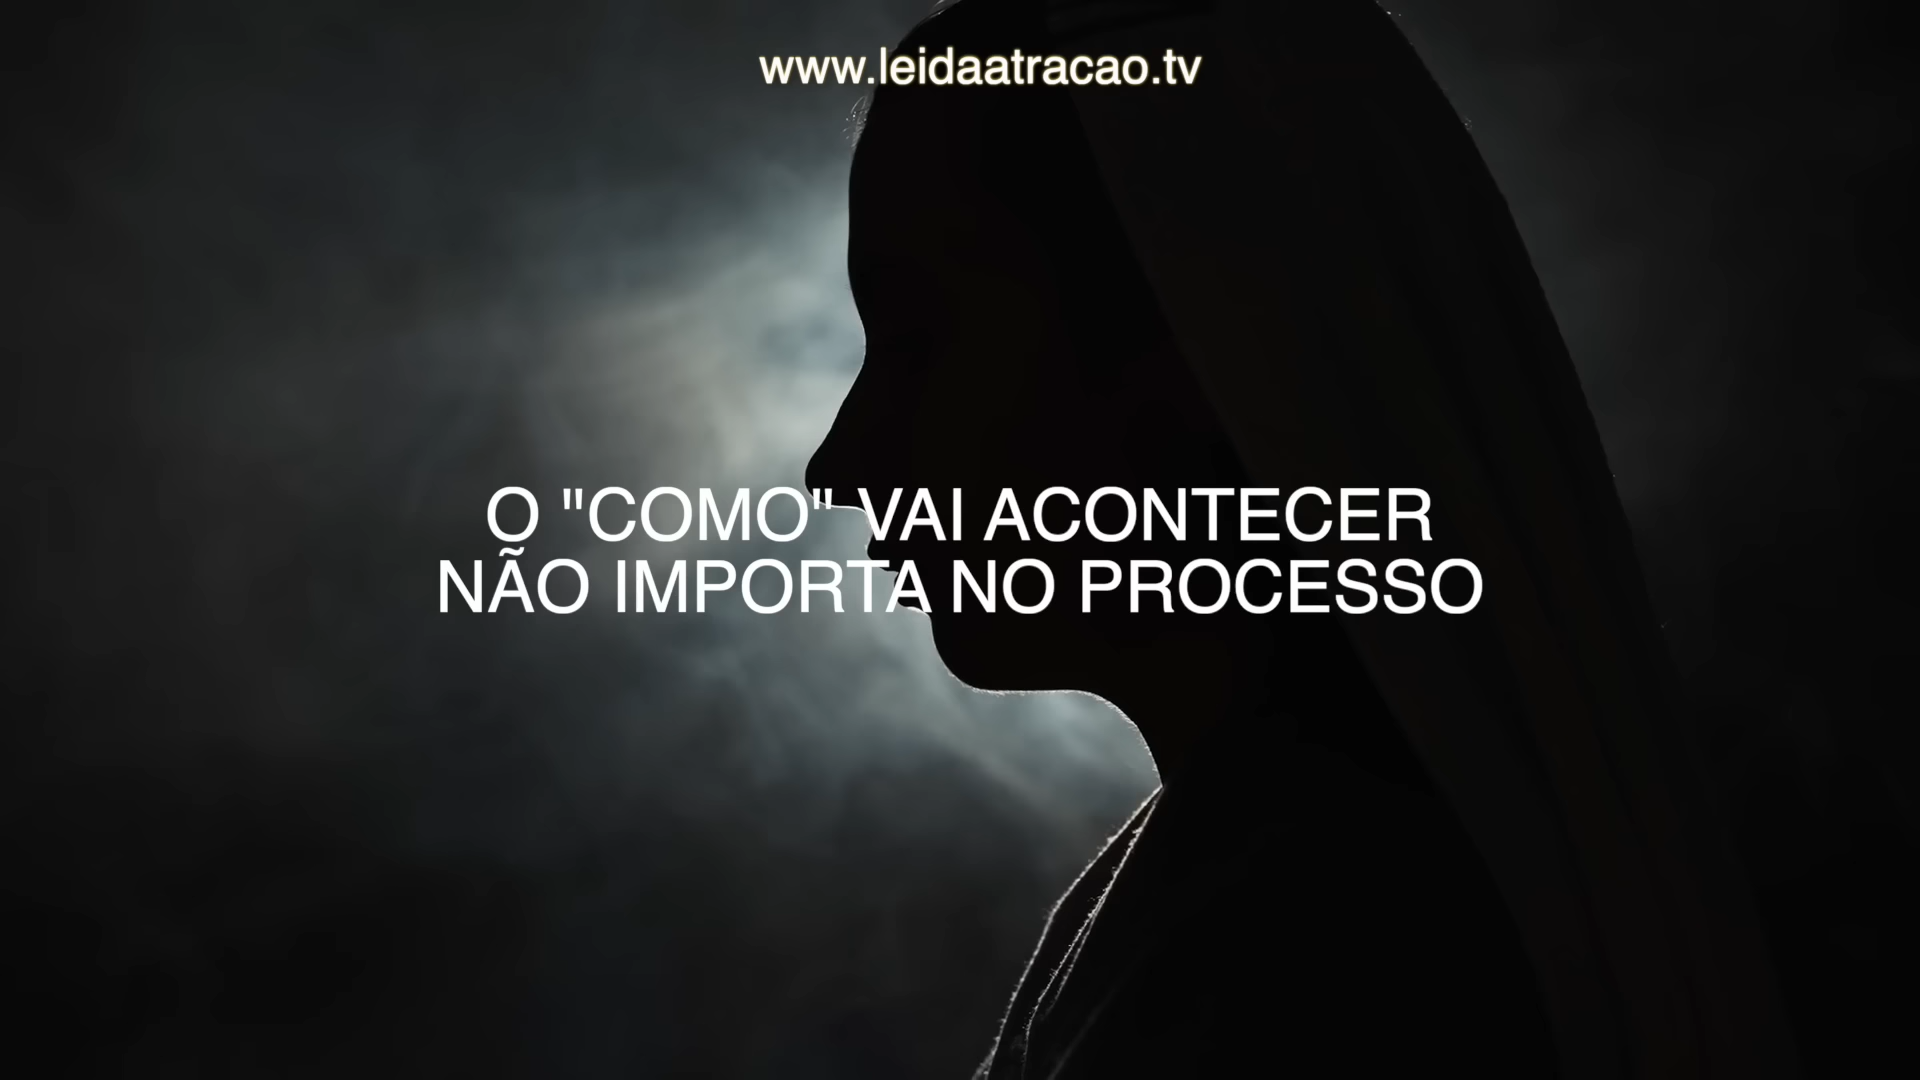 www.leidaatracao.tv
O "COMO" VAI ACONTECER
NÃO IMPORTA NO PROCESSO